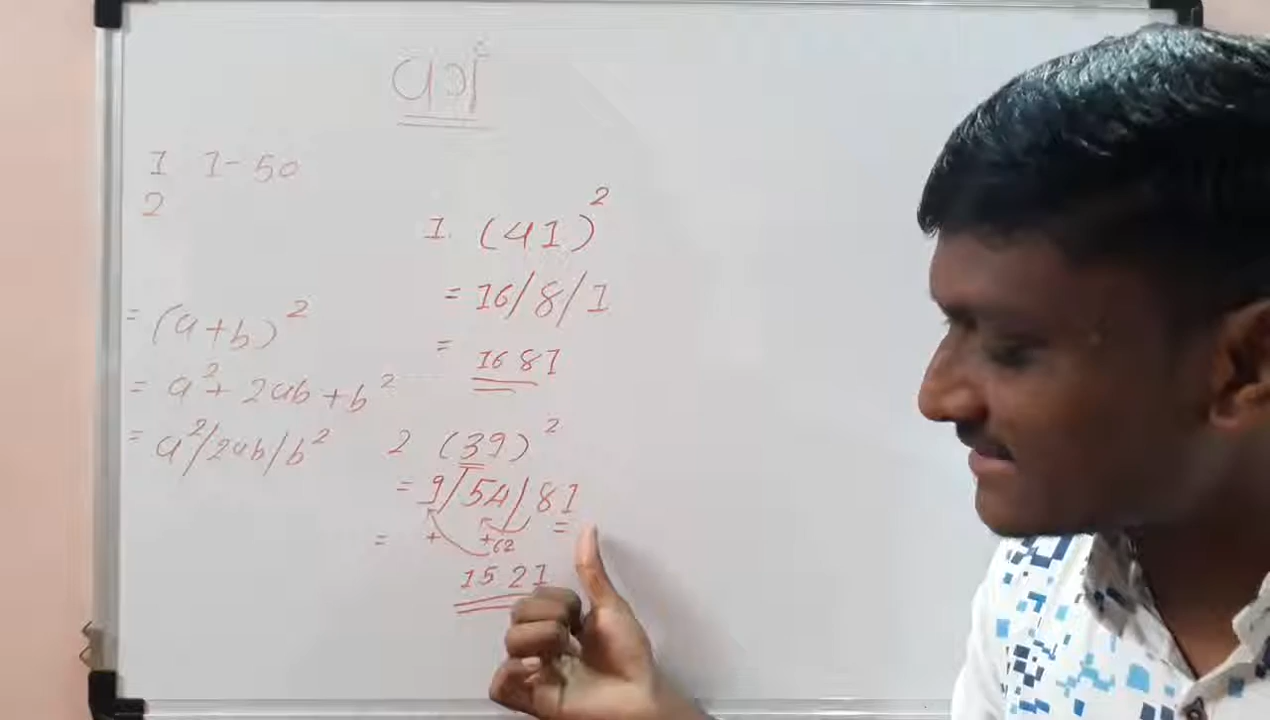 वर्ग
1 1-50
2
= (a+b)²
= a²+ 2ab+b²
= a²/2ab/b²
1. (41)²
= 16/8/1
= 1681
2 (39)²
= 9/54/81
= + +62 =
1521